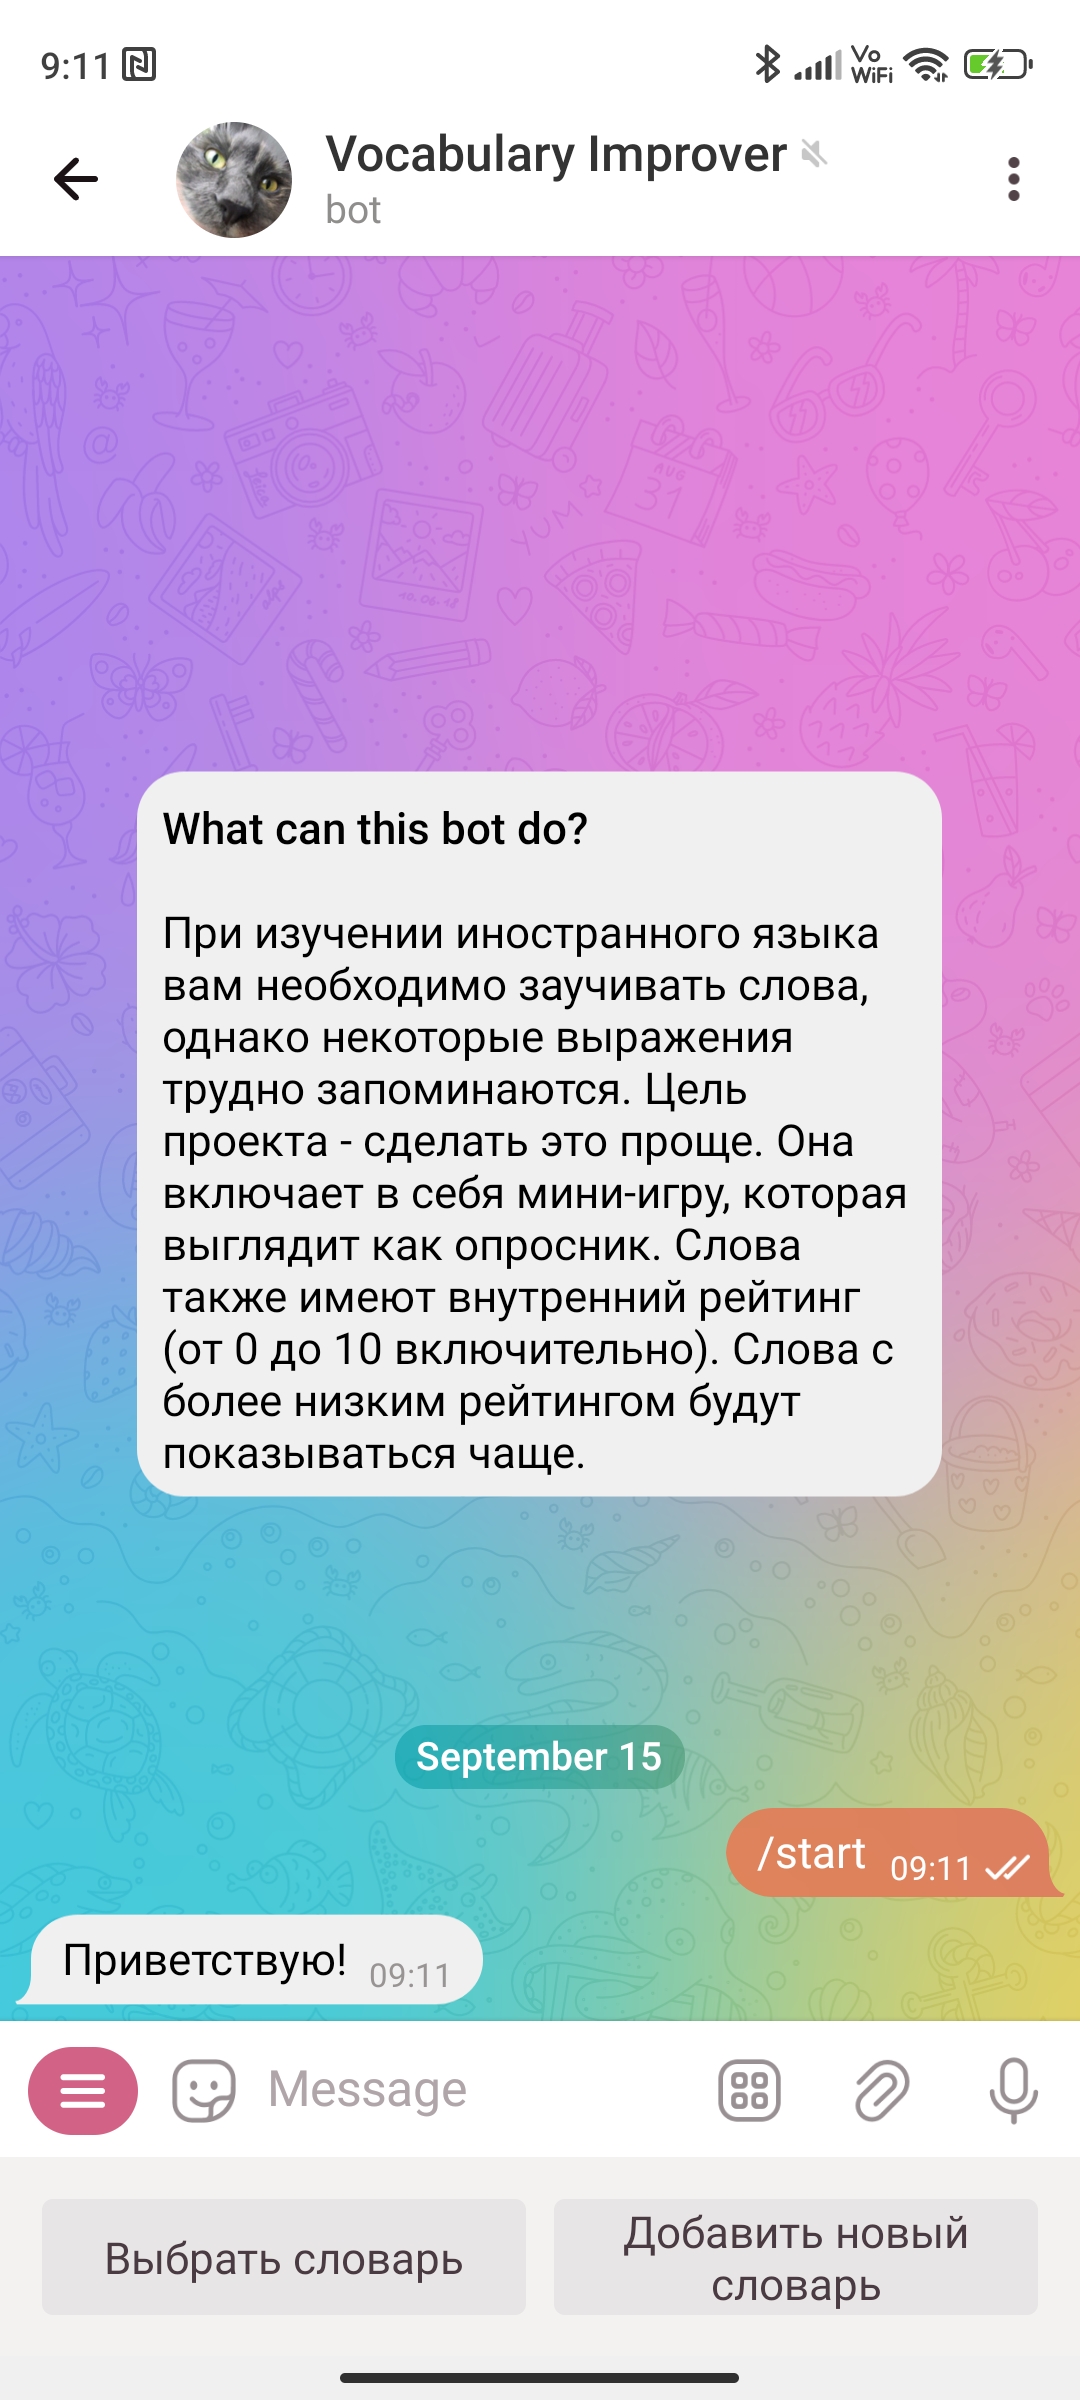 9:11
Vo
WiFi
Vocabulary Improver
bot
What can this bot do?
При изучении иностранного языка
вам необходимо заучивать слова,
однако некоторые выражения
трудно запоминаются. Цель
проекта - сделать это проще. Она
включает в себя мини-игру, которая
выглядит как опросник. Слова
также имеют внутренний рейтинг
(от 0 до 10 включительно). Слова с
более низким рейтингом будут
показываться чаще.
September 15
/start 09:11
Приветствую! 09:11
Message
Выбрать словарь
Добавить новый
словарь